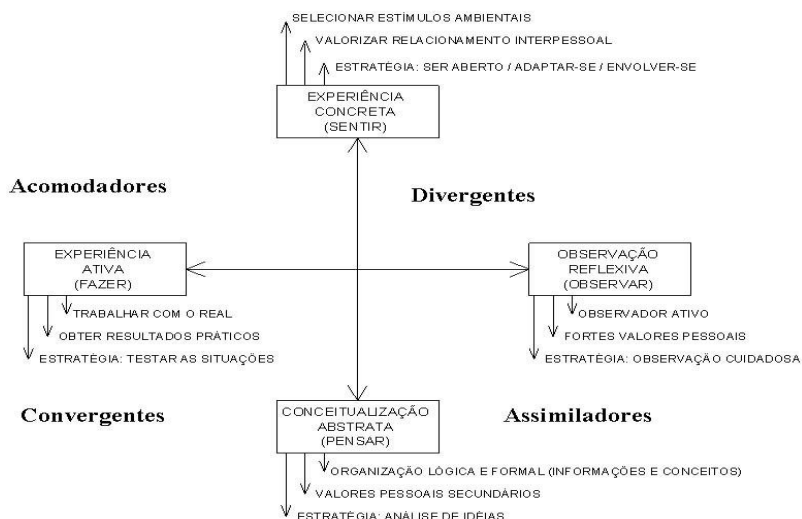 SELECIONAR ESTÍMULOS AMBIENTAIS
VALORIZAR RELACIONAMENTO INTERPESSOAL
ESTRATÉGIA: SER ABERTO / ADAPTAR-SE / ENVOLVER-SE
EXPERIÊNCIA
CONCRETA
(SENTIR)
Acomodadores
Divergentes
EXPERIÊNCIA
ATIVA
(FAZER)
TRABALHAR COM O REAL
OBTER RESULTADOS PRÁTICOS
ESTRATÉGIA: TESTAR AS SITUAÇÕES
OBSERVAÇÃO
REFLEXIVA
(OBSERVAR)
OBSERVADOR ATIVO
FORTES VALORES PESSOAIS
ESTRATÉGIA: OBSERVAÇÃO CUIDADOSA
Convergentes
Assimiladores
CONCEITUALIZAÇÃO
ABSTRATA
(PENSAR)
ORGANIZAÇÃO LÓGICA E FORMAL (INFORMAÇÕES E CONCEITOS)
VALORES PESSOAIS SECUNDÁRIOS
ESTRATÉGIA: ANÁLISE DE IDÉIAS